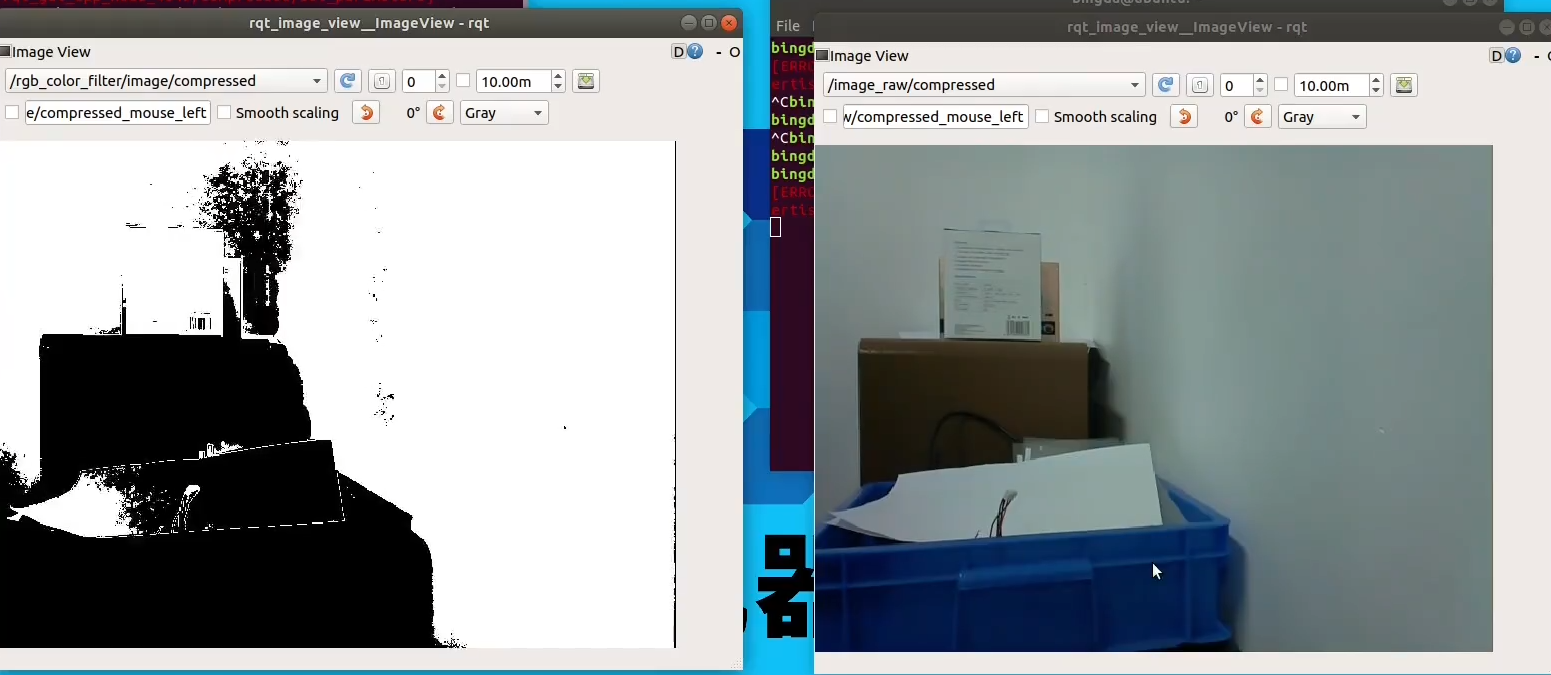 rqt_image_view__ImageView - rqt
Image View
D
- O
/rgb_color_filter/image/compressed
0
10.00m
e/compressed_mouse_left
Smooth scaling
0°
Gray
File
bingd
[ERRO
ertis
^Cbin
bingd
^Cbin
bingd
bingd
[ERRO
ertis
器
rqt_image_view__ImageView - rqt
Image View
D
-
/image_raw/compressed
0
10.00m
w/compressed_mouse_left
Smooth scaling
0°
Gray